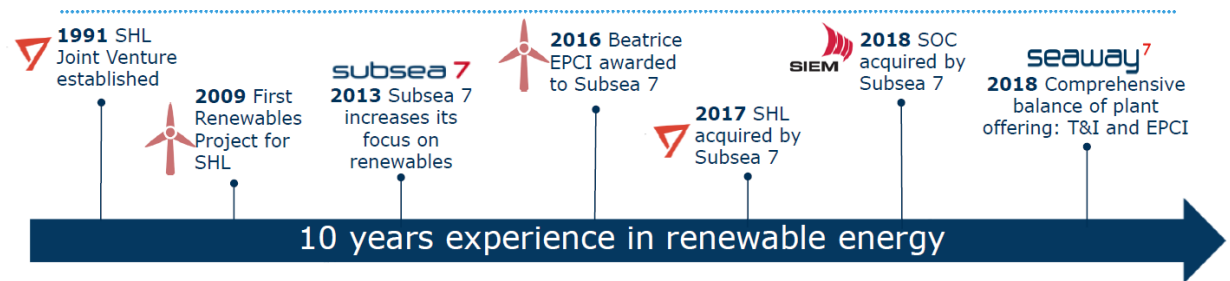 1991 SHL
Joint Venture
established
2009 First
Renewables
Project for
SHL
subsea 7
2013 Subsea 7
increases its
focus on
renewables
2016 Beatrice
EPCI awarded
to Subsea 7
2017 SHL
acquired by
Subsea 7
SIEM
2018 SOC
acquired by
Subsea 7
seaway7
2018 Comprehensive
balance of plant
offering: T&I and EPCI
10 years experience in renewable energy